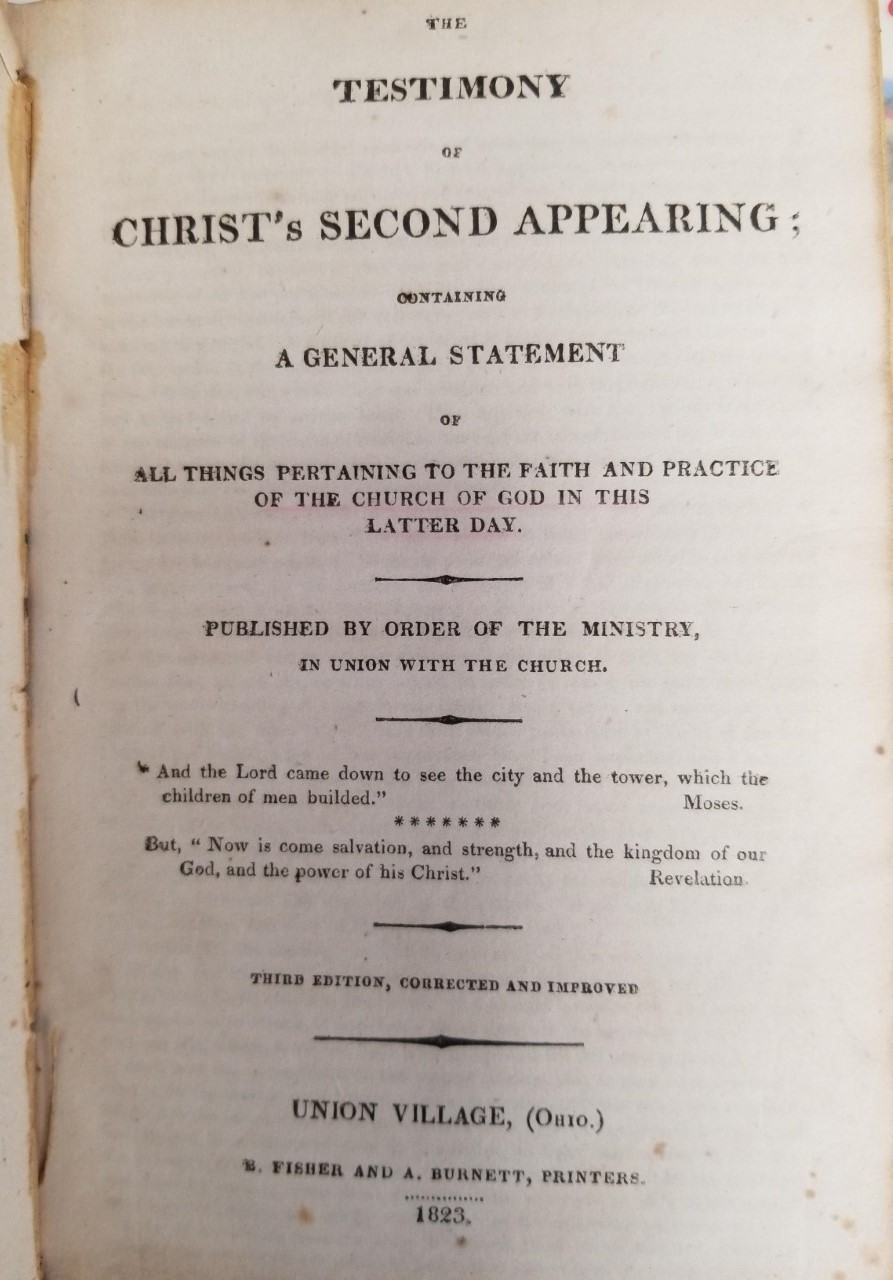 THE
TESTIMONY
OF
CHRIST's SECOND APPEARING;
CONTAINING
A GENERAL STATEMENT
OF
ALL THINGS PERTAINING TO THE FAITH AND PRACTICE
OF THE CHURCH OF GOD IN THIS
LATTER DAY.
PUBLISHED BY ORDER OF THE MINISTRY,
IN UNION WITH THE CHURCH.
“ And the Lord came down to see the city and the tower, which the
children of men builded.” Moses.
*******
But, “ Now is come salvation, and strength, and the kingdom of our
God, and the power of his Christ.” Revelation.
THIRD EDITION, CORRECTED AND IMPROVED
UNION VILLAGE, (OHIO.)
B. FISHER AND A. BURNETT, PRINTERS.
1823.